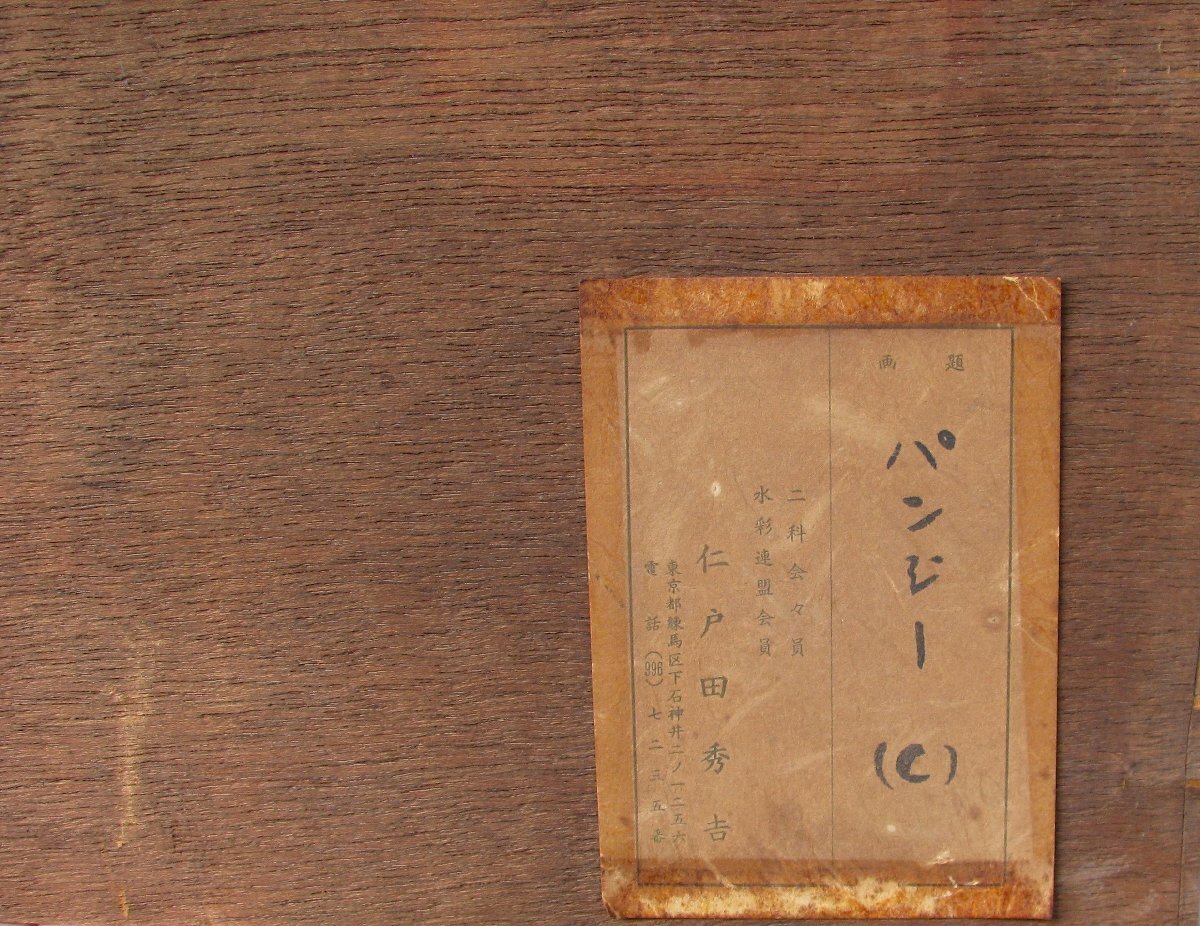 画題
パンジー (C)
二科会々員
水彩連盟会員
仁戸田秀吉
東京都練馬区下石神井二ノ一二五六
電話(996)七二三五番